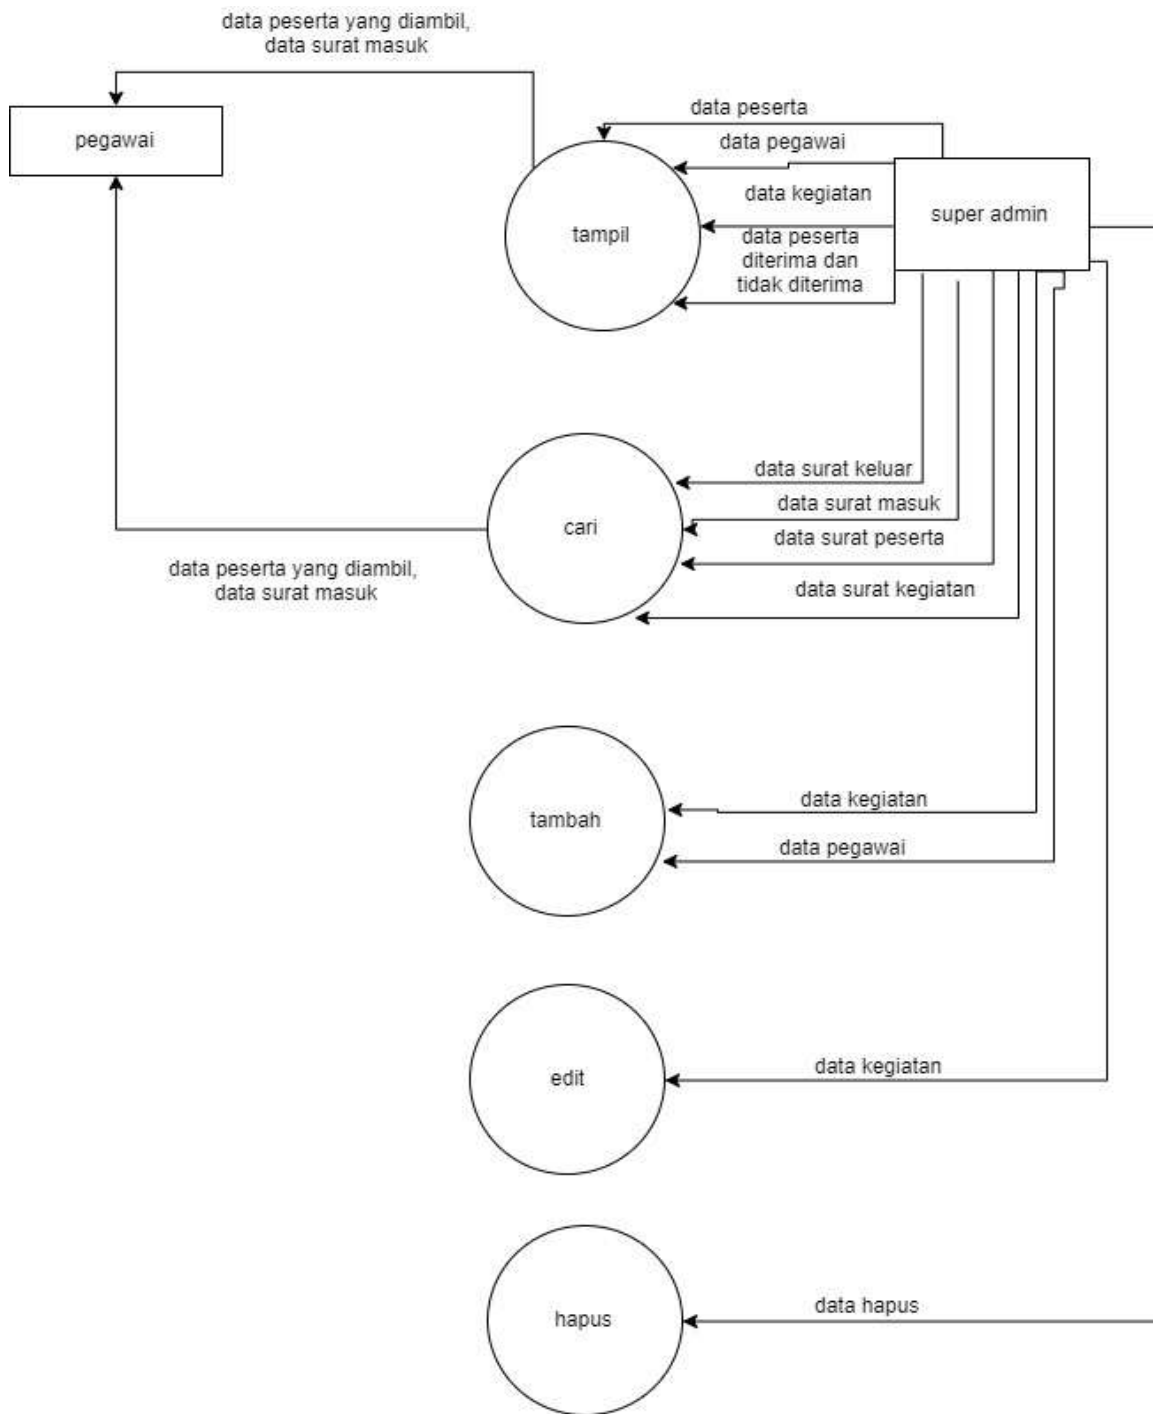 data peserta yang diambil,
data surat masuk
pegawai
data peserta
data pegawai
data kegiatan
super admin
tampil
data peserta
diterima dan
tidak diterima
data surat keluar
data surat masuk
cari
data surat peserta
data peserta yang diambil,
data surat masuk
data surat kegiatan
data kegiatan
tambah
data pegawai
data kegiatan
edit
data hapus
hapus